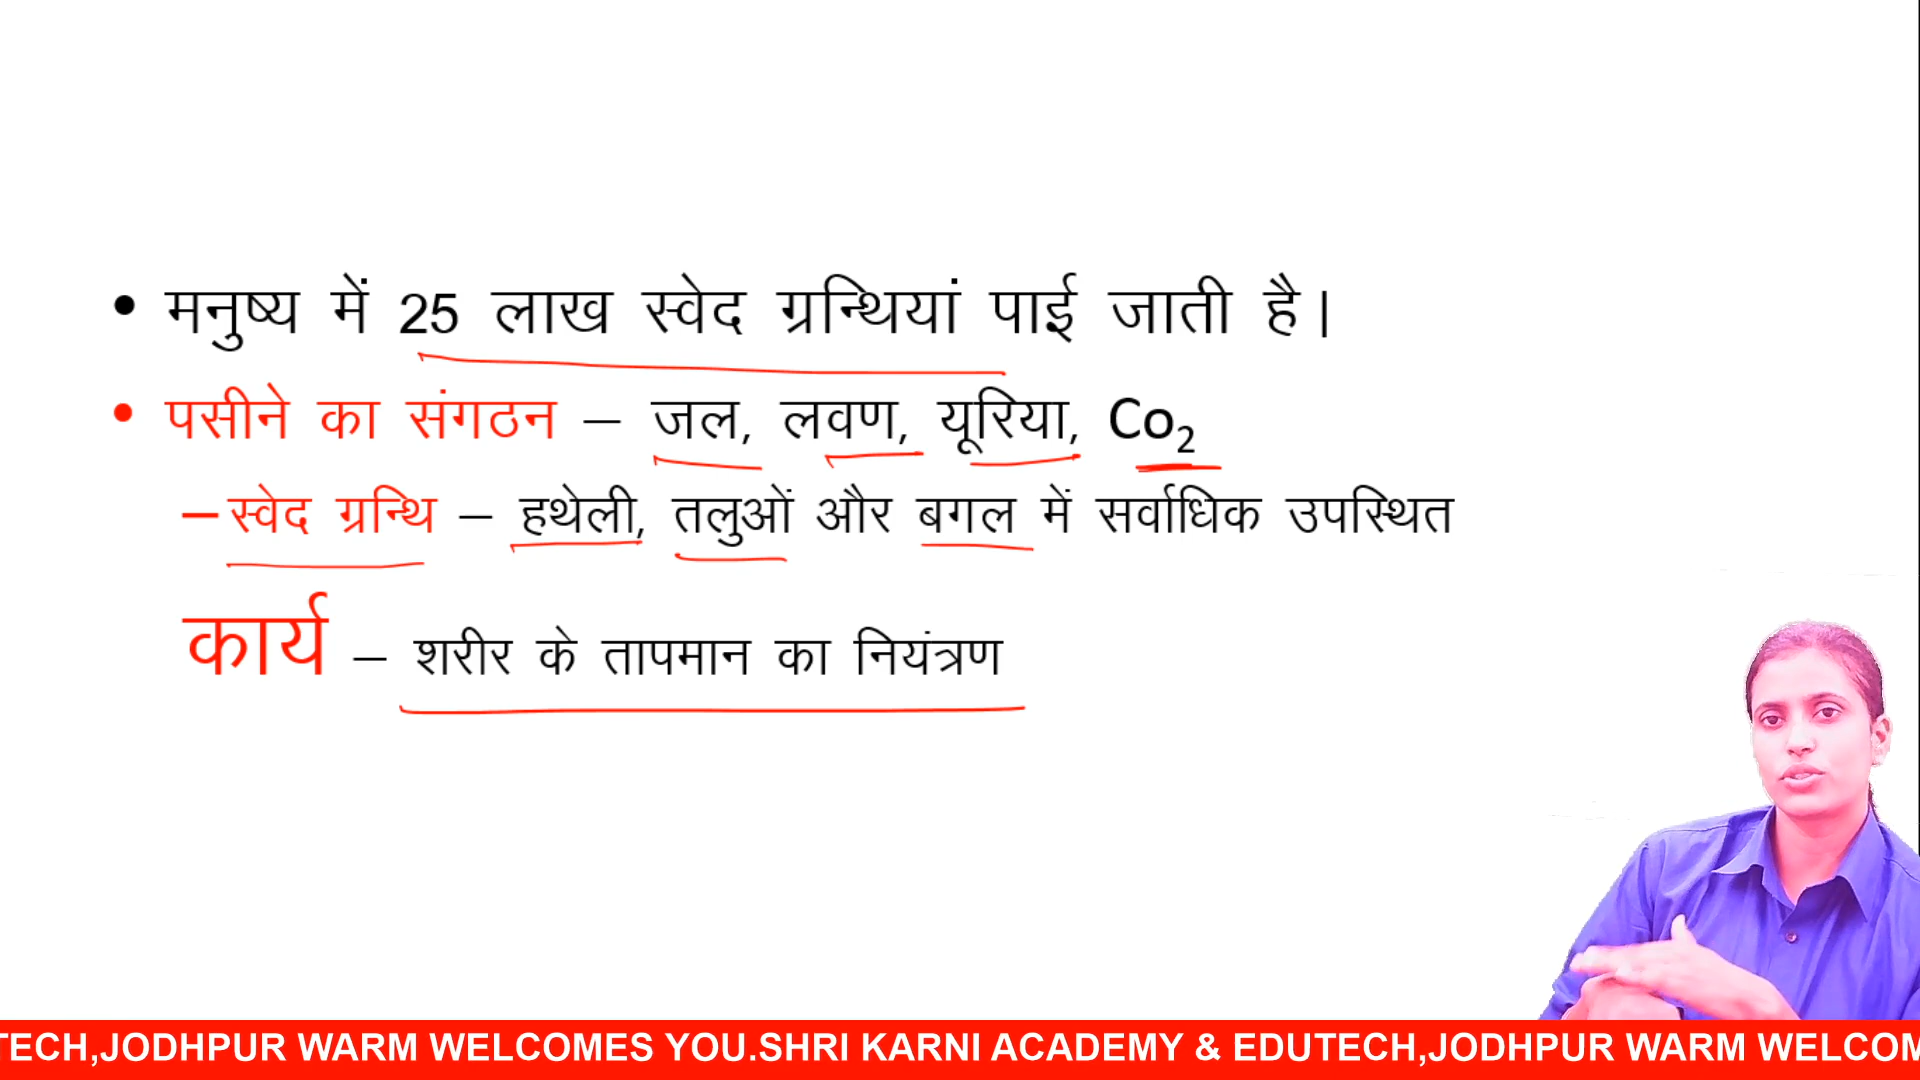 • मनुष्य में 25 लाख स्वेद ग्रन्थियां पाई जाती है।
• पसीने का संगठन – जल, लवण, यूरिया, Co₂
– स्वेद ग्रन्थि – हथेली, तलुओं और बगल में सर्वाधिक उपस्थित
कार्य – शरीर के तापमान का नियंत्रण
TECH,JODHPUR WARM WELCOMES YOU.SHRI KARNI ACADEMY & EDUTECH,JODHPUR WARM WELCOM